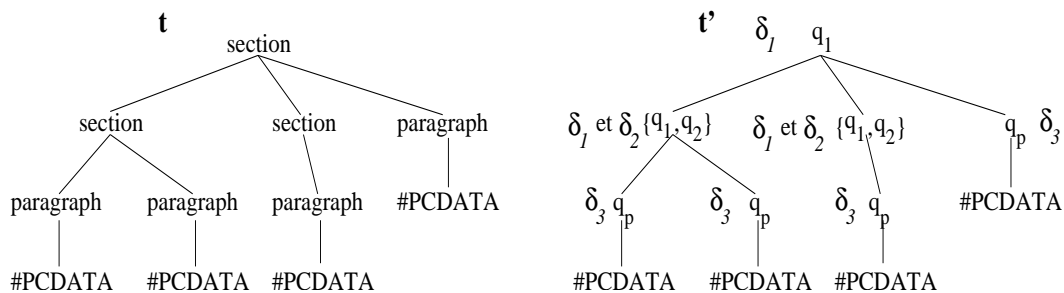 t t’
section δ1 q1
section section paragraph δ1 et δ2 {q1,q2} δ1 et δ2 {q1,q2} qp δ3
paragraph paragraph paragraph #PCDATA δ3 qp δ3 qp δ3 qp #PCDATA
#PCDATA #PCDATA #PCDATA #PCDATA #PCDATA #PCDATA